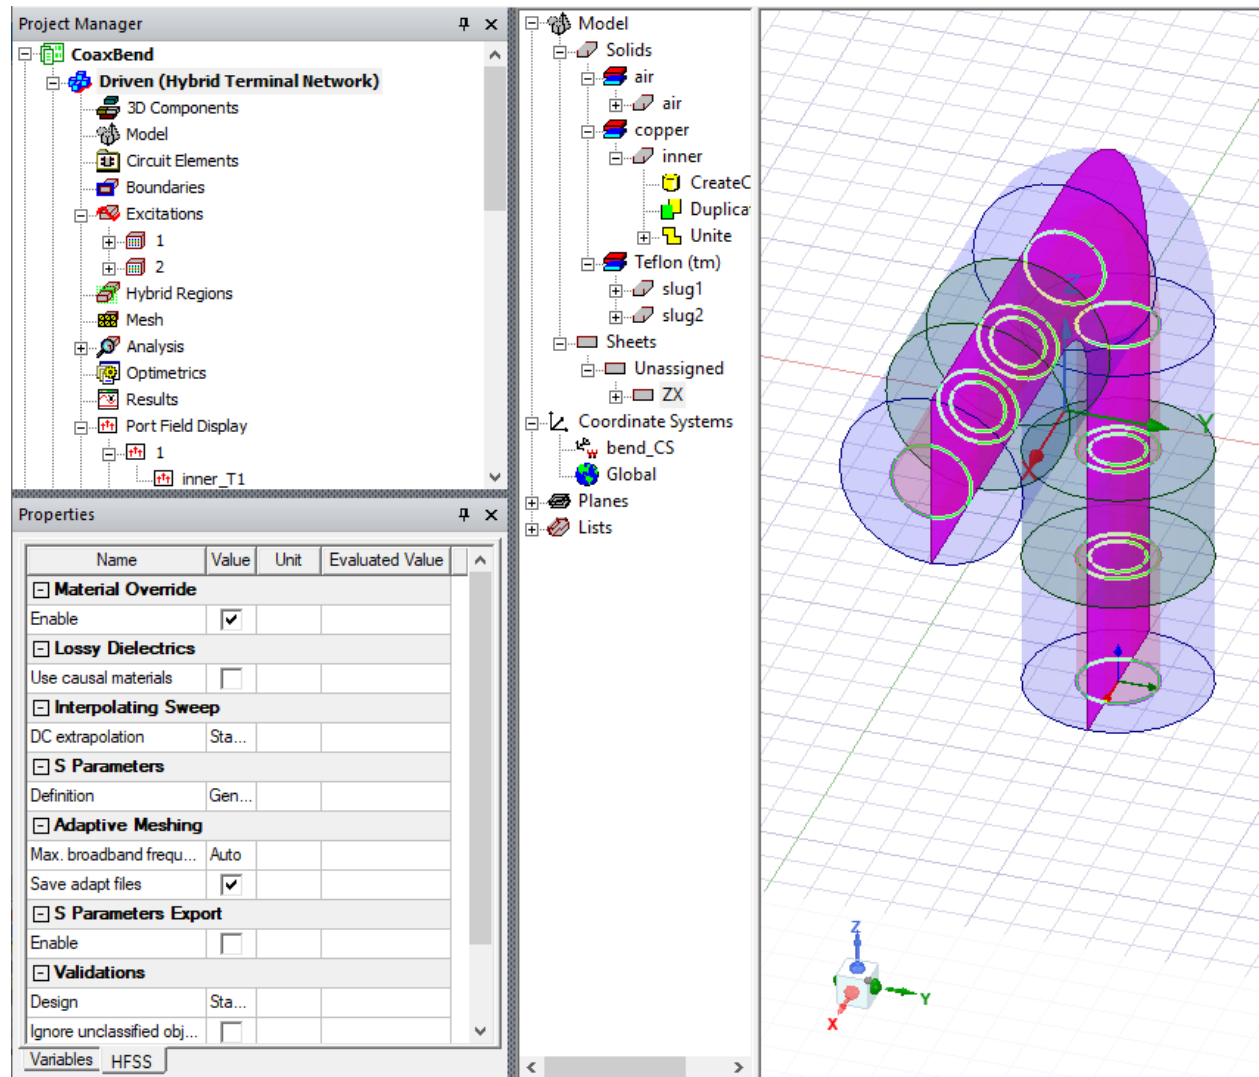 Project Manager
CoaxBend
Driven (Hybrid Terminal Network)
3D Components
Model
Circuit Elements
Boundaries
Excitations
1
2
Hybrid Regions
Mesh
Analysis
Optimetrics
Results
Port Field Display
1
inner_T1
Properties
Name Value Unit Evaluated Value
Material Override
Enable
Lossy Dielectrics
Use causal materials
Interpolating Sweep
DC extrapolation Sta...
S Parameters
Definition Gen...
Adaptive Meshing
Max. broadband frequ... Auto
Save adapt files
S Parameters Export
Enable
Validations
Design Sta...
Ignore unclassified obj...
Variables HFSS
Model
Solids
air
air
copper
inner
CreateC
Duplicat
Unite
Teflon (tm)
slug1
slug2
Sheets
Unassigned
ZX
Coordinate Systems
bend_CS
Global
Planes
Lists
Z
Y
X
Z
Y
X